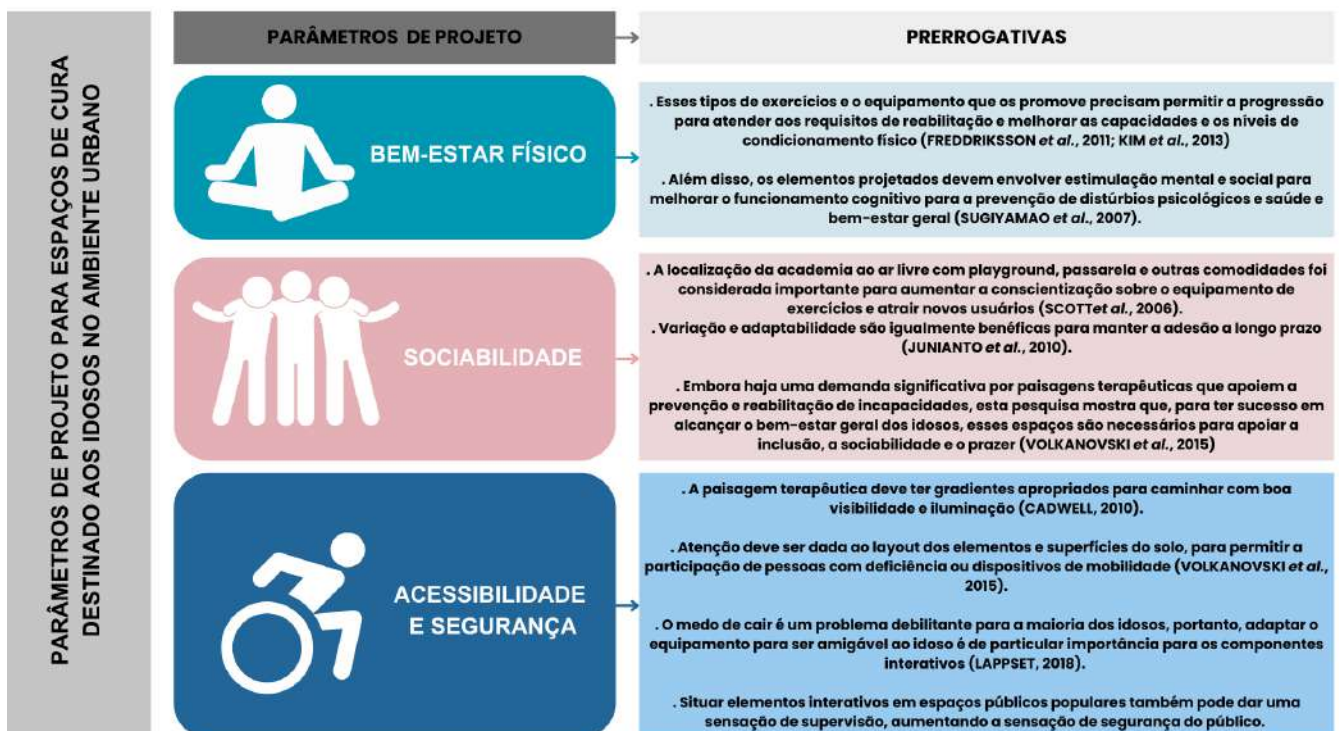 PARÂMETROS DE PROJETO PARA ESPAÇOS DE CURA
DESTINADO AOS IDOSOS NO AMBIENTE URBANO
PARÂMETROS DE PROJETO
PRERROGATIVAS
BEM-ESTAR FÍSICO
. Esses tipos de exercícios e o equipamento que os promove precisam permitir a progressão
para atender aos requisitos de reabilitação e melhorar as capacidades e os níveis de
condicionamento físico (FREDDRIKSSON et al., 2011; KIM et al., 2013)
. Além disso, os elementos projetados devem envolver estimulação mental e social para
melhorar o funcionamento cognitivo para a prevenção de distúrbios psicológicos e saúde e
bem-estar geral (SUGIYAMAO et al., 2007).
SOCIABILIDADE
. A localização da academia ao ar livre com playground, passarela e outras comodidades foi
considerada importante para aumentar a conscientização sobre o equipamento de
exercícios e atrair novos usuários (SCOTTet al., 2006).
. Variação e adaptabilidade são igualmente benéficas para manter a adesão a longo prazo
(JUNIANTO et al., 2010).
. Embora haja uma demanda significativa por paisagens terapêuticas que apoiem a
prevenção e reabilitação de incapacidades, esta pesquisa mostra que, para ter sucesso em
alcançar o bem-estar geral dos idosos, esses espaços são necessários para apoiar a
inclusão, a sociabilidade e o prazer (VOLKANOVSKI et al., 2015)
ACESSIBILIDADE
E SEGURANÇA
. A paisagem terapêutica deve ter gradientes apropriados para caminhar com boa
visibilidade e iluminação (CADWELL, 2010).
. Atenção deve ser dada ao layout dos elementos e superfícies do solo, para permitir a
participação de pessoas com deficiência ou dispositivos de mobilidade (VOLKANOVSKI et al.,
2015).
. O medo de cair é um problema debilitante para a maioria dos idosos, portanto, adaptar o
equipamento para ser amigável ao idoso é de particular importância para os componentes
interativos (LAPPSET, 2018).
. Situar elementos interativos em espaços públicos populares também pode dar uma
sensação de supervisão, aumentando a sensação de segurança do público.